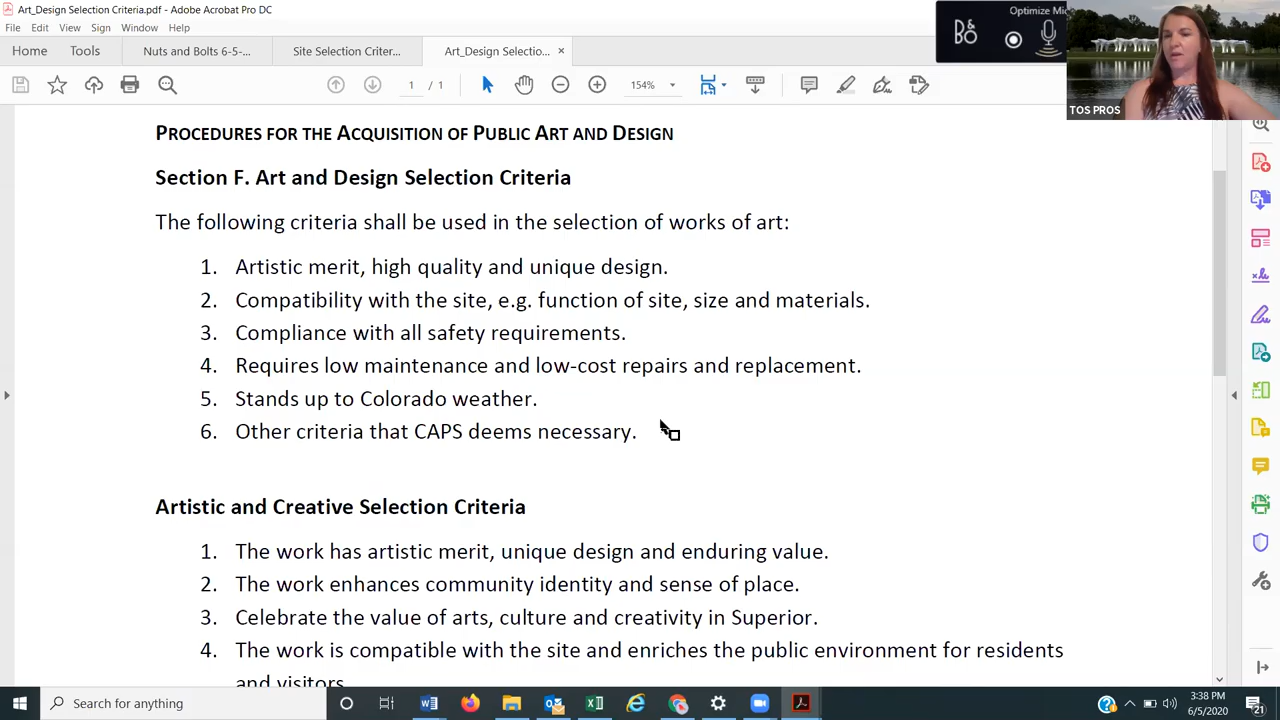 Art_Design Selection Criteria.pdf - Adobe Acrobat Pro DC
File Edit View Sign Window Help
Optimize Mi
B&O
TOS PROS
Home Tools Nuts and Bolts 6-5-... Site Selection Criter... Art_Design Selectio... ×
1 / 1 154%
PROCEDURES FOR THE ACQUISITION OF PUBLIC ART AND DESIGN
Section F. Art and Design Selection Criteria
The following criteria shall be used in the selection of works of art:
1. Artistic merit, high quality and unique design.
2. Compatibility with the site, e.g. function of site, size and materials.
3. Compliance with all safety requirements.
4. Requires low maintenance and low-cost repairs and replacement.
5. Stands up to Colorado weather.
6. Other criteria that CAPS deems necessary.
Artistic and Creative Selection Criteria
1. The work has artistic merit, unique design and enduring value.
2. The work enhances community identity and sense of place.
3. Celebrate the value of arts, culture and creativity in Superior.
4. The work is compatible with the site and enriches the public environment for residents
and visitors
Search for anything
3:38 PM
6/5/2020
21